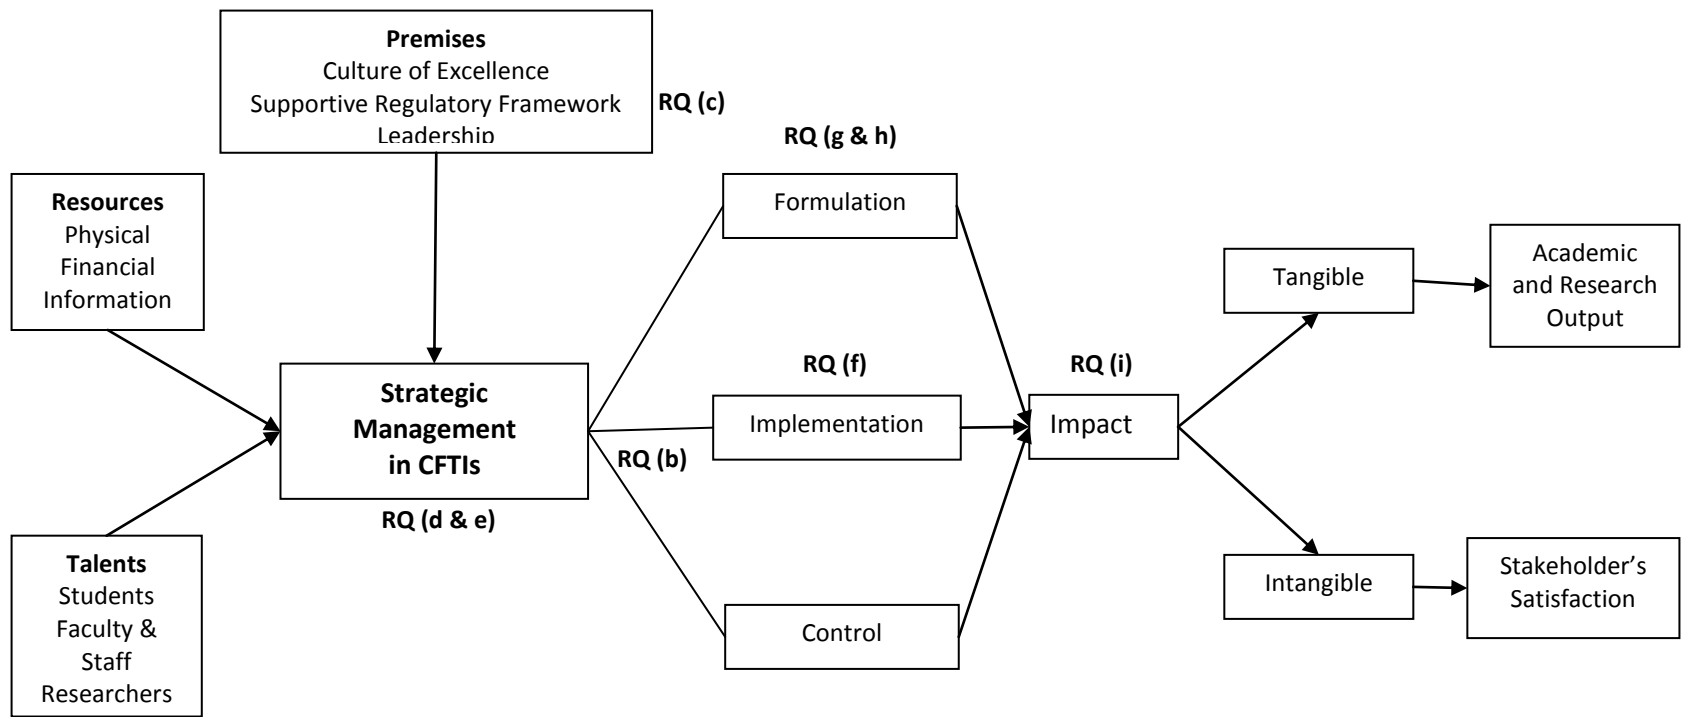 Premises
Culture of Excellence
Supportive Regulatory Framework
Leadership
RQ (c)
RQ (g & h)
Resources
Physical
Financial
Information
Formulation
Tangible
Academic
and Research
Output
Strategic
Management
in CFTIs
RQ (d & e)
RQ (b)
RQ (f)
Implementation
RQ (i)
Impact
Talents
Students
Faculty &
Staff
Researchers
Control
Intangible
Stakeholder’s
Satisfaction